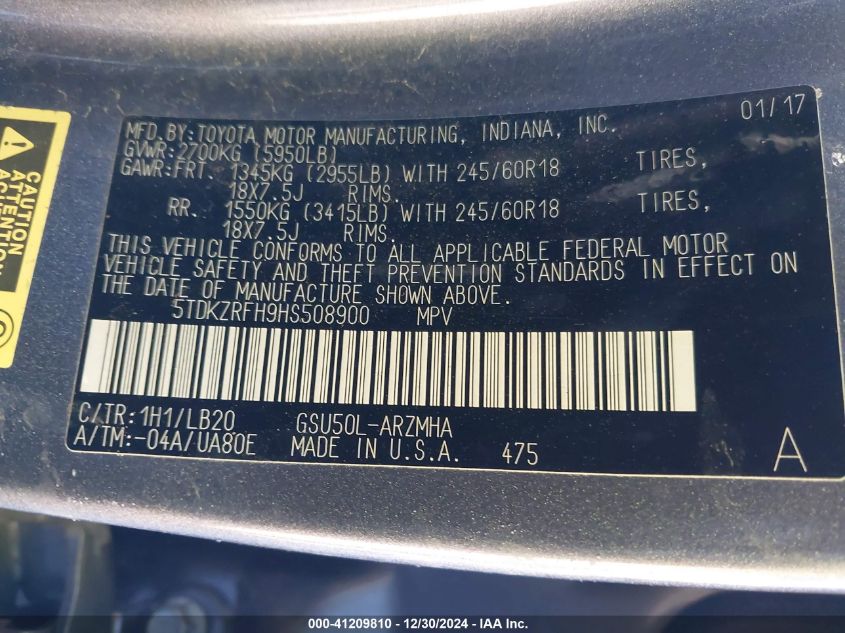 CAUTION
ATTENTION
MFD.BY:TOYOTA MOTOR MANUFACTURING, INDIANA, INC. 01/17
GVWR:2700KG (5950LB)
GAWR:FRT. 1345KG (2955LB) WITH 245/60R18 TIRES,
18X7.5J RIMS.
RR. 1550KG (3415LB) WITH 245/60R18 TIRES,
18X7.5J RIMS.
THIS VEHICLE CONFORMS TO ALL APPLICABLE FEDERAL MOTOR
VEHICLE SAFETY AND THEFT PREVENTION STANDARDS IN EFFECT ON
THE DATE OF MANUFACTURE SHOWN ABOVE.
5TDKZRFH9HS508900 MPV
C/TR:1H1/LB20 GSU50L-ARZMHA
A/TM:-04A/UA80E MADE IN U.S.A. 475 A
000-41209810 - 12/30/2024 - IAA Inc.